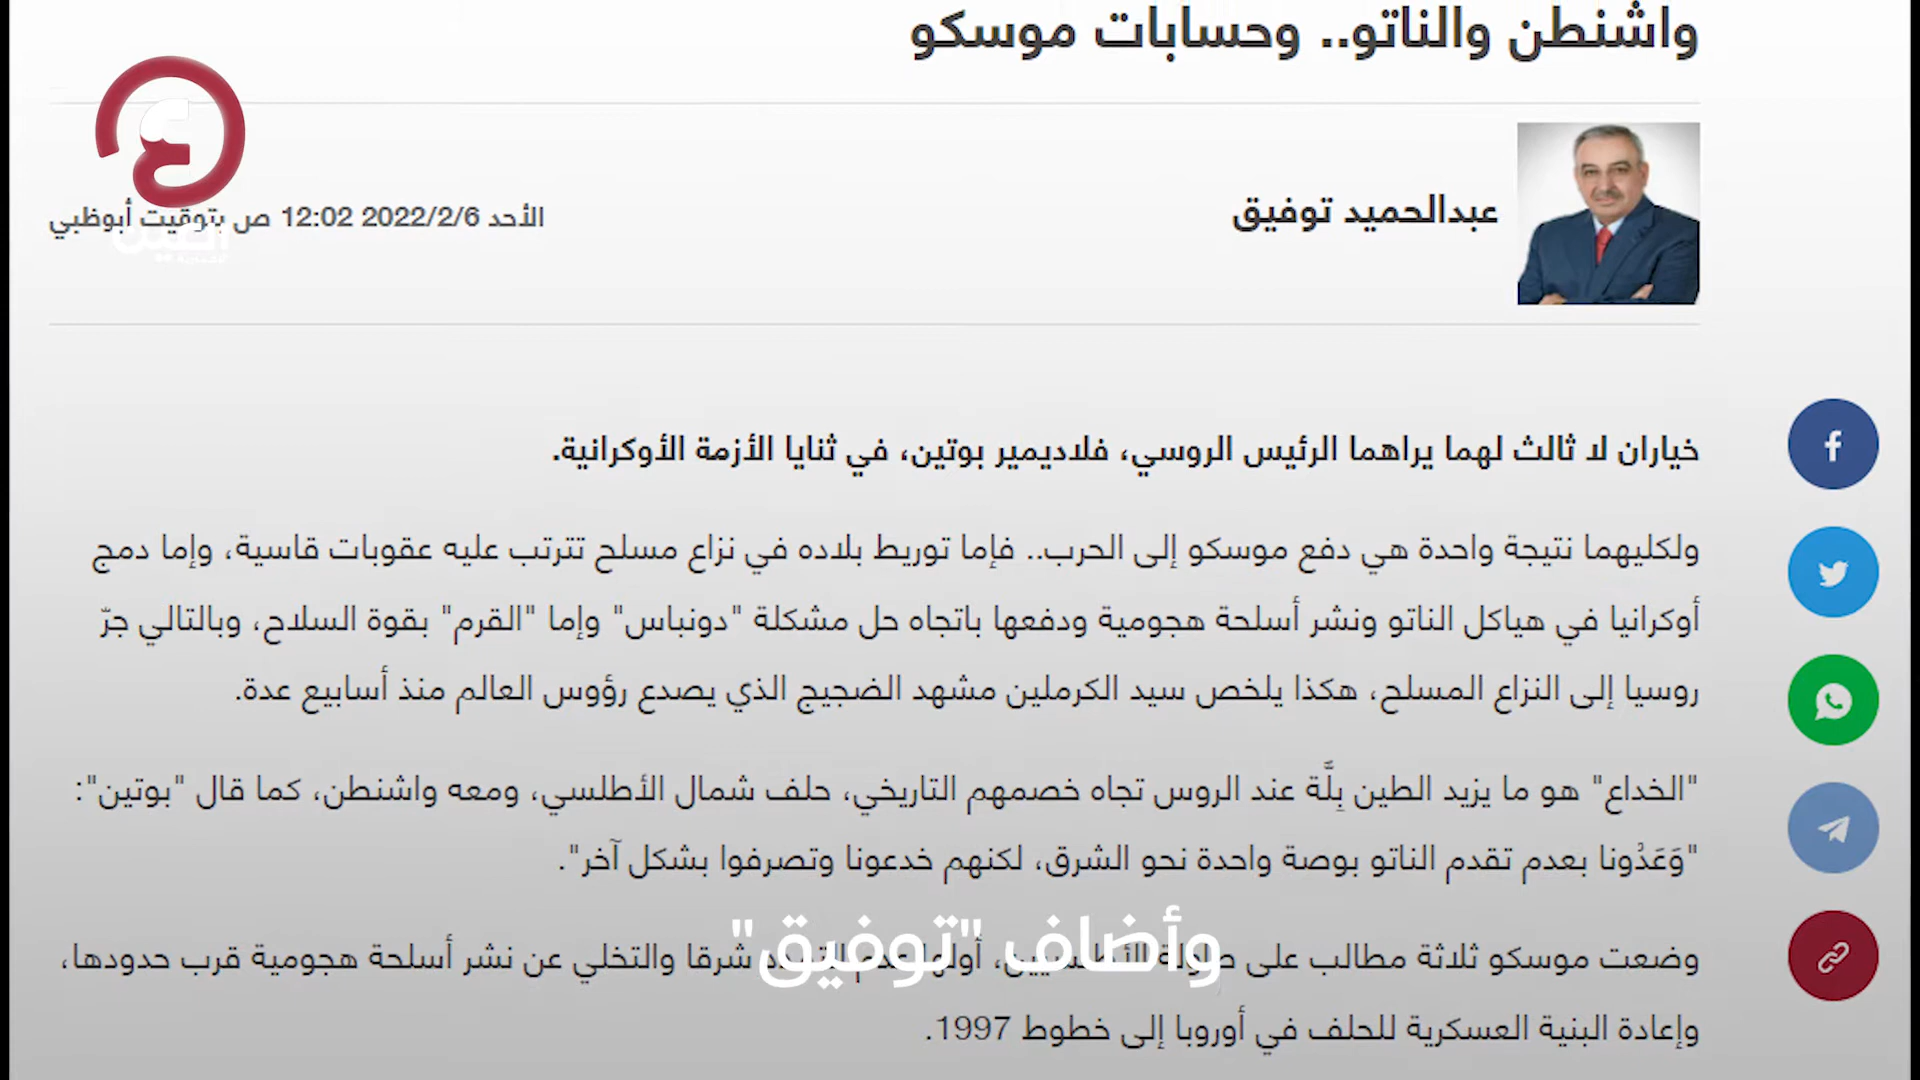 واشنطن والناتو.. وحسابات موسكو
عبدالحميد توفيق
الأحد 2022/2/6 12:02 ص بتوقيت أبوظبي
العين
خياران لا ثالث لهما يراهما الرئيس الروسي، فلاديمير بوتين، في ثنايا الأزمة الأوكرانية.
ولكليهما نتيجة واحدة هي دفع موسكو إلى الحرب.. فإما توريط بلاده في نزاع مسلح تترتب عليه عقوبات قاسية، وإما دمج
أوكرانيا في هياكل الناتو ونشر أسلحة هجومية ودفعها باتجاه حل مشكلة "دونباس" وإما "القرم" بقوة السلاح، وبالتالي جرّ
روسيا إلى النزاع المسلح، هكذا يلخص سيد الكرملين مشهد الضجيج الذي يصدع رؤوس العالم منذ أسابيع عدة.
"الخداع" هو ما يزيد الطين بِلَّة عند الروس تجاه خصمهم التاريخي، حلف شمال الأطلسي، ومعه واشنطن، كما قال "بوتين":
"وَعَدُونا بعدم تقدم الناتو بوصة واحدة نحو الشرق، لكنهم خدعونا وتصرفوا بشكل آخر".
وضعت موسكو ثلاثة مطالب على طاولة الأطلسيين، أولها عدم التمدد شرقا والتخلي عن نشر أسلحة هجومية قرب حدودها،
وأضاف "توفيق"
وإعادة البنية العسكرية للحلف في أوروبا إلى خطوط 1997.